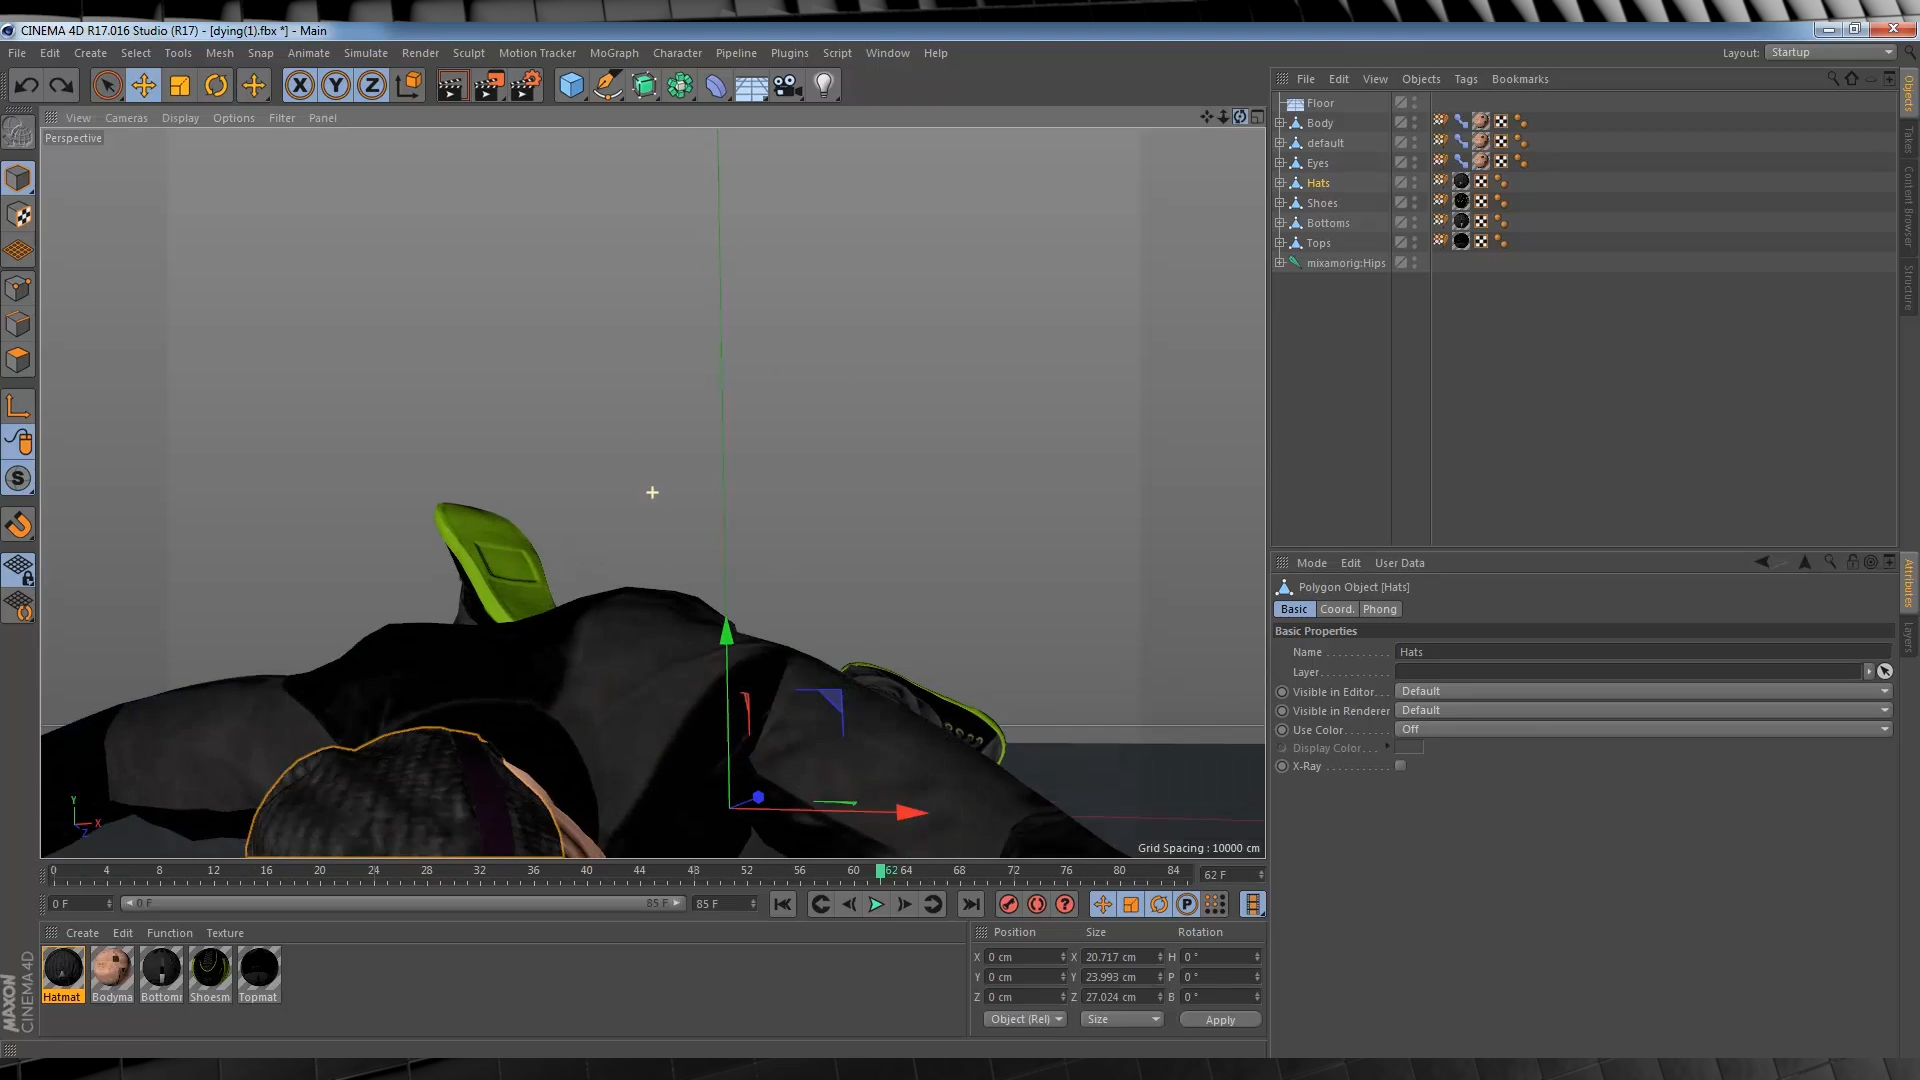 CINEMA 4D R17.016 Studio (R17) - [dying(1).fbx *] - Main
File Edit Create Select Tools Mesh Snap Animate Simulate Render Sculpt Motion Tracker MoGraph Character Pipeline Plugins Script Window Help
Layout: Startup
View Cameras Display Options Filter Panel
Perspective
File Edit View Objects Tags Bookmarks
Floor
Body
default
Eyes
Hats
Shoes
Bottoms
Tops
mixamorig:Hips
Objects
Takes
Content Browser
Structure
Mode Edit User Data
Polygon Object [Hats]
Basic Coord. Phong
Basic Properties
Name Hats
Layer
Visible in Editor Default
Visible in Renderer Default
Use Color Off
Display Color
X-Ray
Attributes
Layers
Y
X
Z
Grid Spacing : 10000 cm
0 4 8 12 16 20 24 28 32 36 40 44 48 52 56 60 62 64 68 72 76 80 84
62 F
0 F 0 F 85 F 85 F
Create Edit Function Texture
Hatmat Bodyma Bottomr Shoesm Topmat
MAXON
CINEMA 4D
Position Size Rotation
X 0 cm X 20.717 cm H 0 °
Y 0 cm Y 23.993 cm P 0 °
Z 0 cm Z 27.024 cm B 0 °
Object (Rel) Size Apply